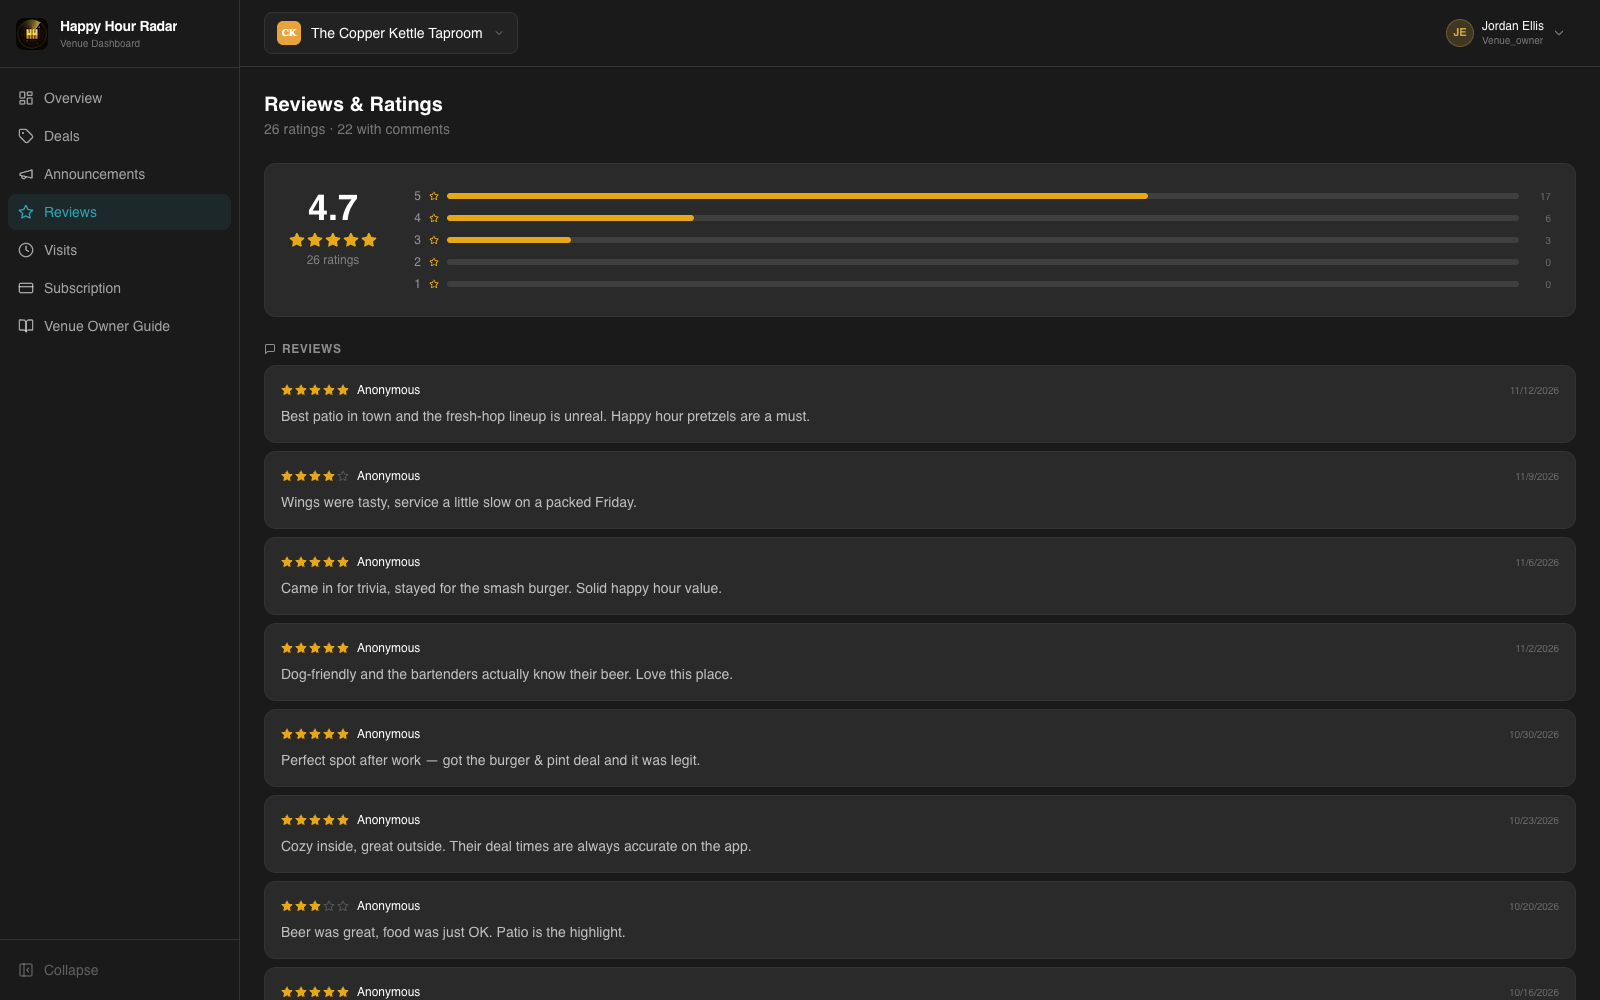 Happy Hour Radar
Venue Dashboard
Overview
Deals
Announcements
Reviews
Visits
Subscription
Venue Owner Guide
Collapse
CK The Copper Kettle Taproom
JE Jordan Ellis
Venue_owner
Reviews & Ratings
26 ratings · 22 with comments
4.7
26 ratings
5 17
4 6
3 3
2 0
1 0
REVIEWS
Anonymous 11/12/2026
Best patio in town and the fresh-hop lineup is unreal. Happy hour pretzels are a must.
Anonymous 11/9/2026
Wings were tasty, service a little slow on a packed Friday.
Anonymous 11/6/2026
Came in for trivia, stayed for the smash burger. Solid happy hour value.
Anonymous 11/2/2026
Dog-friendly and the bartenders actually know their beer. Love this place.
Anonymous 10/30/2026
Perfect spot after work — got the burger & pint deal and it was legit.
Anonymous 10/23/2026
Cozy inside, great outside. Their deal times are always accurate on the app.
Anonymous 10/20/2026
Beer was great, food was just OK. Patio is the highlight.
Anonymous 10/16/2026